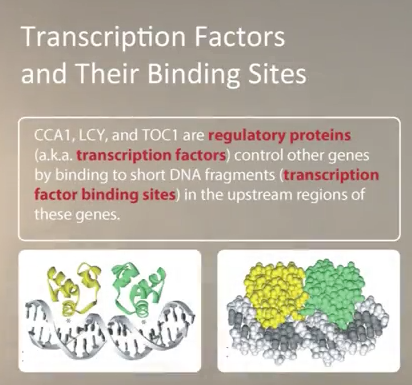 Transcription Factors
and Their Binding Sites
CCA1, LCY, and TOC1 are regulatory proteins
(a.k.a. transcription factors) control other genes
by binding to short DNA fragments (transcription
factor binding sites) in the upstream regions of
these genes.